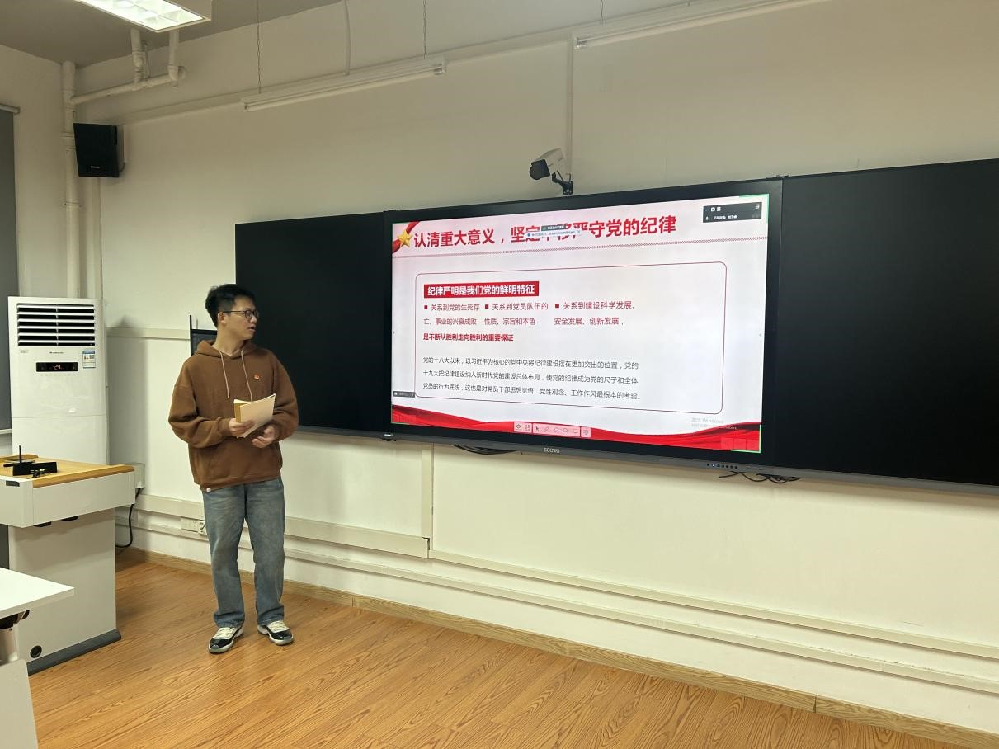 认清重大意义，坚定不移严守党的纪律
纪律严明是我们党的鲜明特征
■ 关系到党的生死存亡、事业的兴衰成败
■ 关系到党员队伍的性质、宗旨和本色
■ 关系到建设科学发展、安全发展、创新发展，
是不断从胜利走向胜利的重要保证
党的十八大以来，以习近平为核心的党中央将纪律建设摆在更加突出的位置，党的
十九大把纪律建设纳入新时代党的建设总体布局，使党的纪律成为党的尺子和全体
党员的行为底线，这也是对党员干部思想觉悟、党性观念、工作作风最根本的考验。
激活 Windows
seewo
24